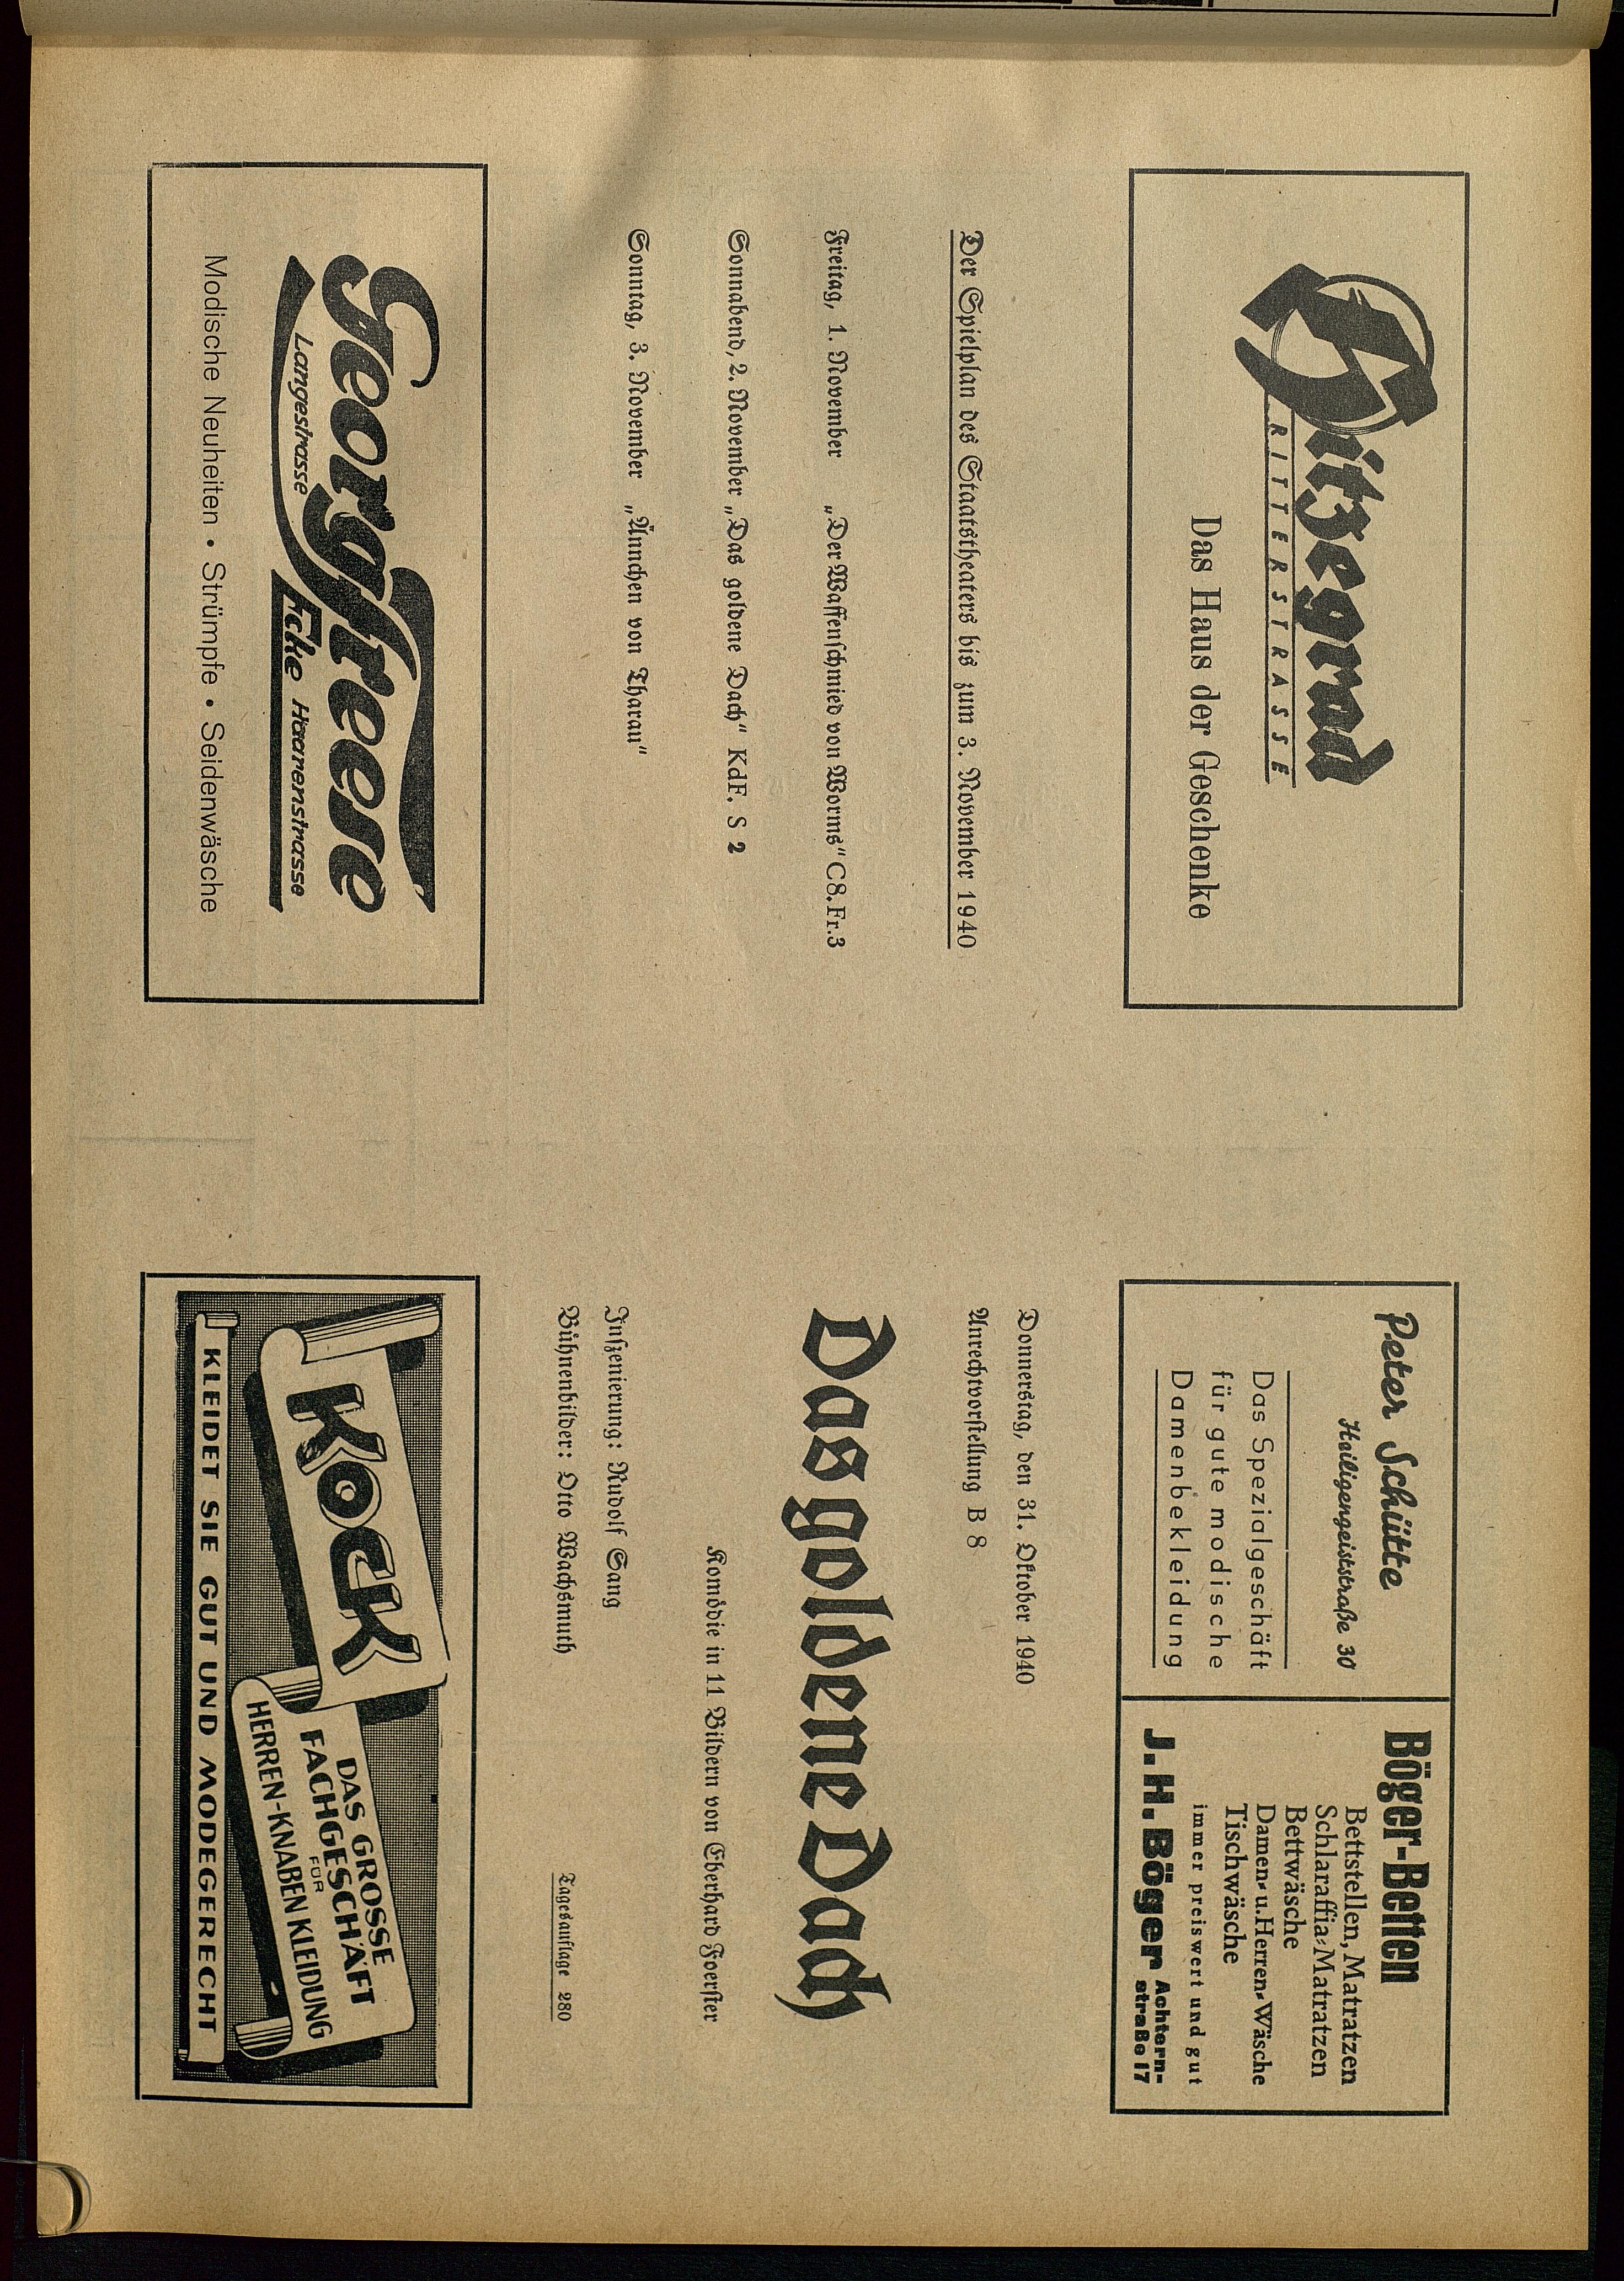 Hitzegrad
RITTERSTRASSE
Das Haus der Geschenke
Der Spielplan des Staatstheaters bis zum 3. November 1940
Freitag, 1. November „Der Waffenschmied von Worms“ C8. Fr. 3
Sonnabend, 2. November „Das goldene Dach“ KdF. S 2
Sonntag, 3. November „Ännchen von Tharau“
Georg Freese
Langestrasse Ecke Haarenstrasse
Modische Neuheiten • Strümpfe • Seidenwäsche
Peter Schütte
Heiligengeiststraße 30
Das Spezialgeschäft
für gute modische
Damenbekleidung
Böger-Betten
Bettstellen, Matratzen
Schlaraffia-Matratzen
Bettwäsche
Damen- u. Herren-Wäsche
Tischwäsche
immer preiswert und gut
J. H. Böger Achtern-
straße 17
Donnerstag, den 31. Oktober 1940
Anrechtvorstellung B 8
Das goldene Dach
Komödie in 11 Bildern von Eberhard Foerster
Inszenierung: Rudolf Sang
Bühnenbilder: Otto Wachsmuth
Tagesauflage 280
KOCK
DAS GROSSE
FACHGESCHÄFT
FÜR
HERREN-KNABEN KLEIDUNG
KLEIDET SIE GUT UND MODEGERECHT